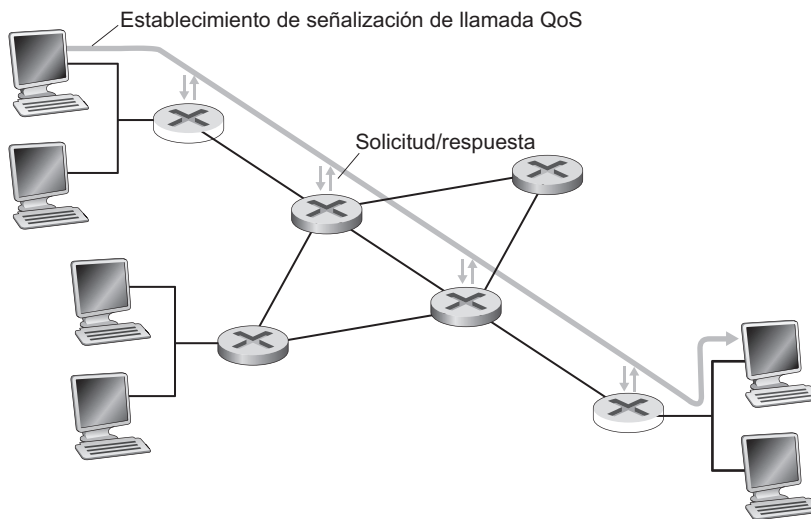 Establecimiento de señalización de llamada QoS
Solicitud/respuesta